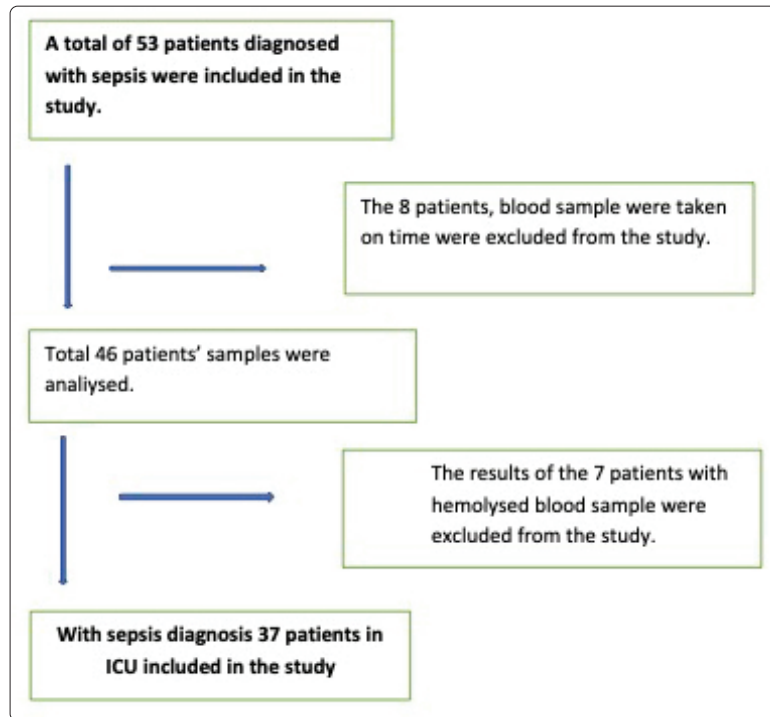 A total of 53 patients diagnosed
with sepsis were included in the
study.
The 8 patients, blood sample were taken
on time were excluded from the study.
Total 46 patients’ samples were
analiysed.
The results of the 7 patients with
hemolysed blood sample were
excluded from the study.
With sepsis diagnosis 37 patients in
ICU included in the study